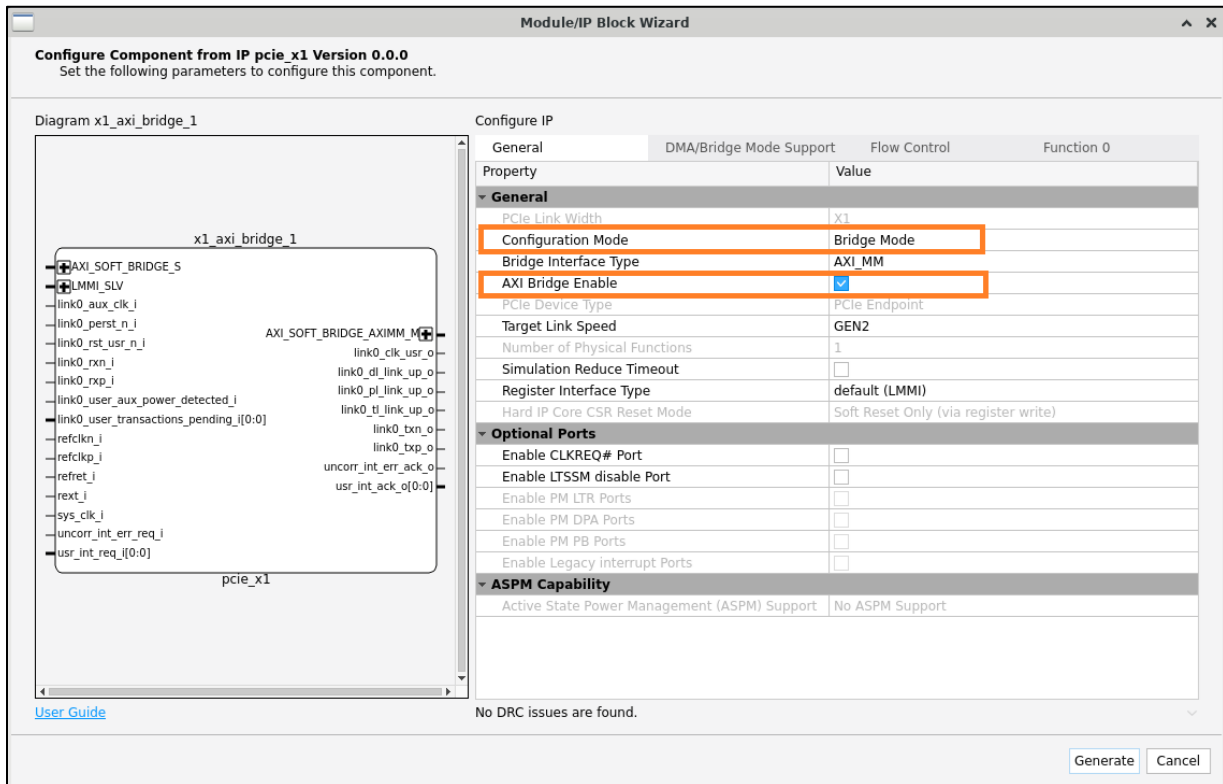 Module/IP Block Wizard
Configure Component from IP pcie_x1 Version 0.0.0
Set the following parameters to configure this component.
Diagram x1_axi_bridge_1
x1_axi_bridge_1
AXI_SOFT_BRIDGE_S
LMMI_SLV
link0_aux_clk_i
link0_perst_n_i
link0_rst_usr_n_i
link0_rxn_i
link0_rxp_i
link0_user_aux_power_detected_i
link0_user_transactions_pending_i[0:0]
refclkn_i
refclkp_i
refret_i
rext_i
sys_clk_i
uncorr_int_err_req_i
usr_int_req_i[0:0]
AXI_SOFT_BRIDGE_AXIMM_M
link0_clk_usr_o
link0_dl_link_up_o
link0_pl_link_up_o
link0_tl_link_up_o
link0_txn_o
link0_txp_o
uncorr_int_err_ack_o
usr_int_ack_o[0:0]
pcie_x1
User Guide
Configure IP
General DMA/Bridge Mode Support Flow Control Function 0
Property Value
General
PCIe Link Width X1
Configuration Mode Bridge Mode
Bridge Interface Type AXI_MM
AXI Bridge Enable
PCIe Device Type PCIe Endpoint
Target Link Speed GEN2
Number of Physical Functions 1
Simulation Reduce Timeout
Register Interface Type default (LMMI)
Hard IP Core CSR Reset Mode Soft Reset Only (via register write)
Optional Ports
Enable CLKREQ# Port
Enable LTSSM disable Port
Enable PM LTR Ports
Enable PM DPA Ports
Enable PM PB Ports
Enable Legacy interrupt Ports
ASPM Capability
Active State Power Management (ASPM) Support No ASPM Support
No DRC issues are found.
Generate Cancel